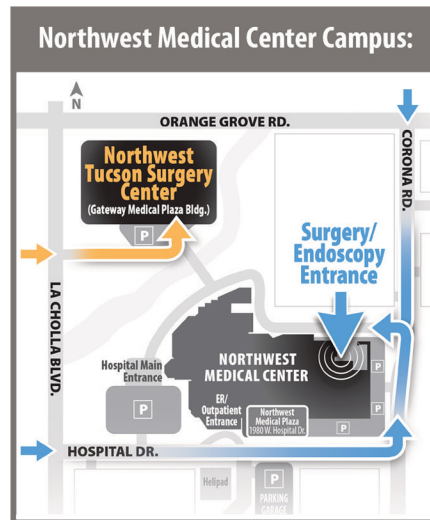 Northwest Medical Center Campus:
N
ORANGE GROVE RD.
CORONA RD.
Northwest
Tucson Surgery
Center
(Gateway Medical Plaza Bldg.)
P
Surgery/
Endoscopy
Entrance
LA CHOLLA BLVD.
Hospital Main
Entrance
NORTHWEST
MEDICAL CENTER
P
P
P
ER/
Outpatient
Entrance
Northwest
Medical Plaza
1980 W. Hospital Dr.
P
P
HOSPITAL DR.
Helipad
P
PARKING
GARAGE